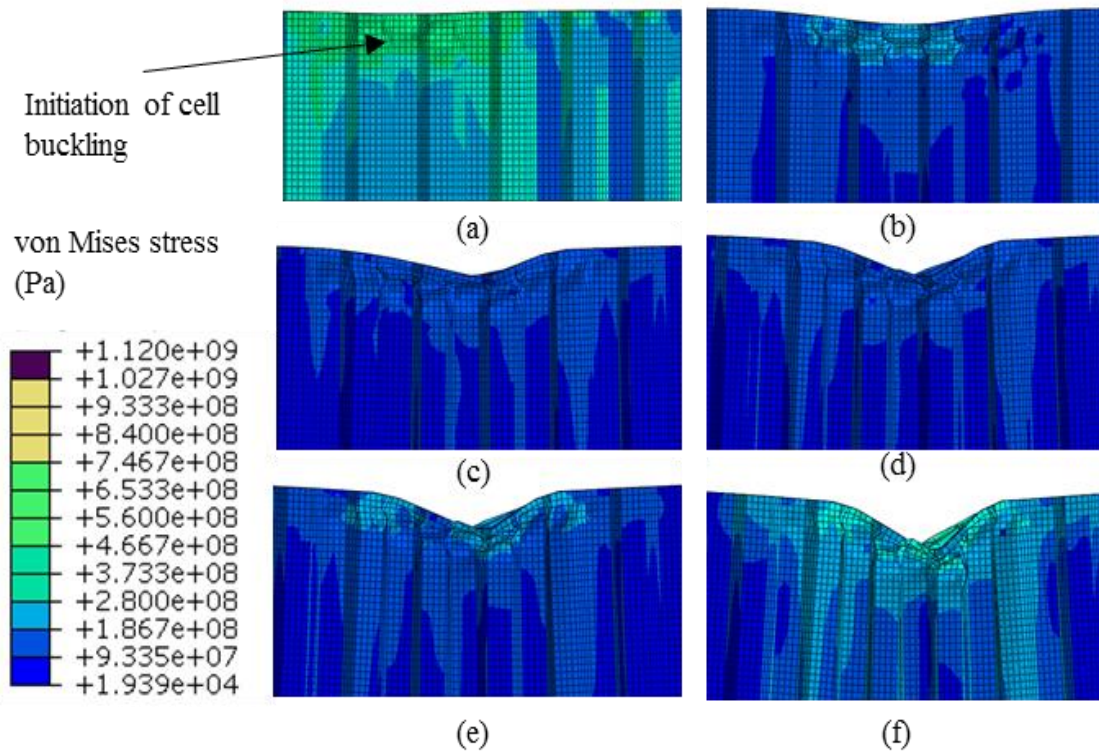 Initiation of cell
buckling
(a)
(b)
von Mises stress
(Pa)
(c)
(d)
+1.120e+09
+1.027e+09
+9.333e+08
+8.400e+08
+7.467e+08
+6.533e+08
+5.600e+08
+4.667e+08
+3.733e+08
+2.800e+08
+1.867e+08
+9.335e+07
+1.939e+04
(e)
(f)